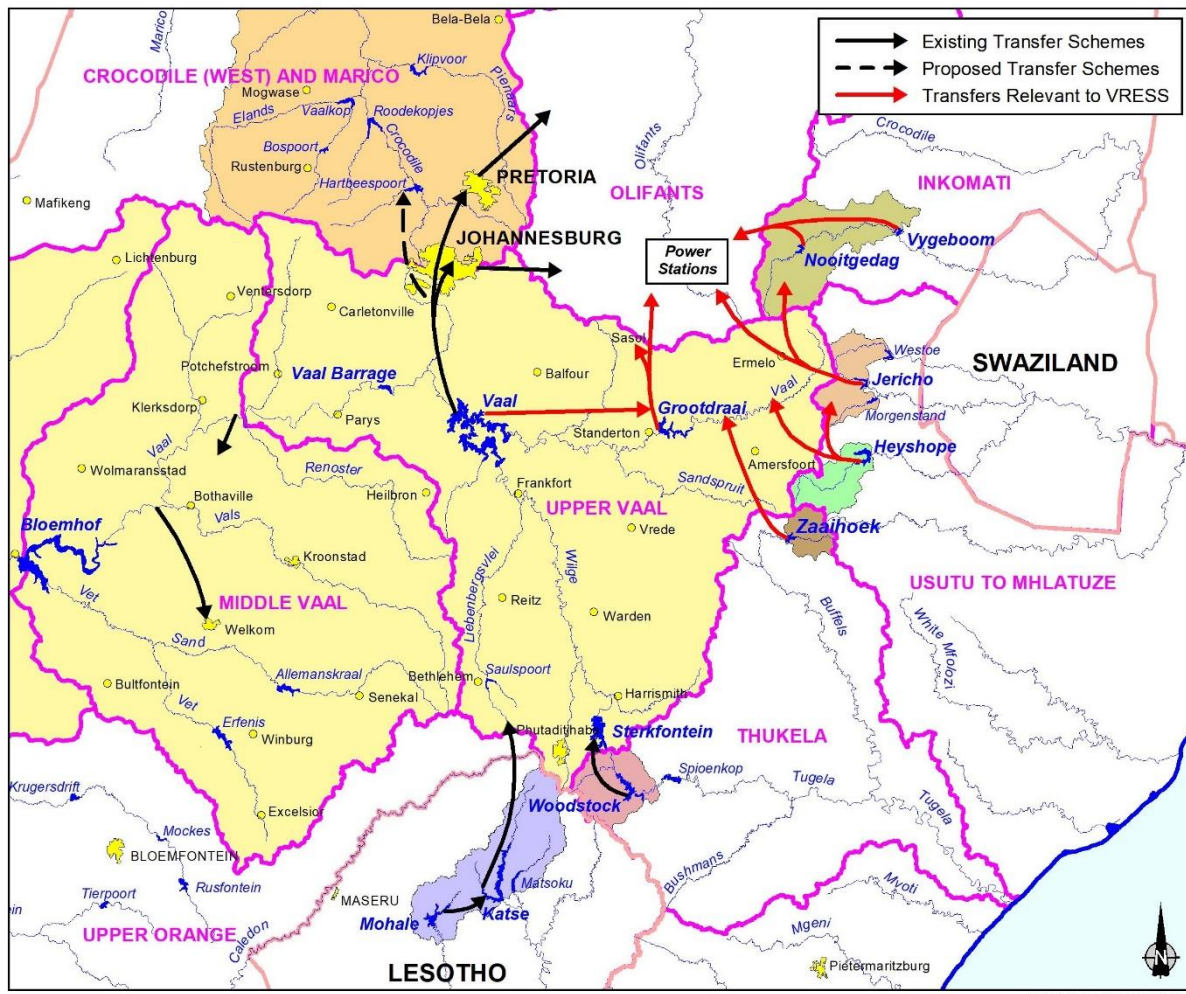 Bela-Bela
Existing Transfer Schemes
Proposed Transfer Schemes
Transfers Relevant to VRESS
Marico
Klipvoor
CROCODILE (WEST) AND MARICO
Pienaars
Mogwase
Elands
Vaalkop
Roodekopjes
Crocodile
Bospoort
Rustenburg
Hartbeespoort
PRETORIA
Olifants
OLIFANTS
Crocodile
INKOMATI
Mafikeng
JOHANNESBURG
Power
Stations
Vygeboom
Nooitgedag
Lichtenburg
Ventersdorp
Carletonville
Sasol
Ermelo
Westoe
SWAZILAND
Potchefstroom
Vaal Barrage
Balfour
Vaal
Jericho
Klerksdorp
Parys
Vaal
Grootdraai
Morgenstand
Standerton
Heyshope
Vaal
Wolmaransstad
Renoster
Amersfoort
Sandspruit
Bothaville
Heilbron
Frankfort
UPPER VAAL
Vals
Vrede
Zaaihoek
Bloemhof
Kroonstad
USUTU TO MHLATUZE
Liebenbergsvlei
Wilge
Vet
MIDDLE VAAL
Reitz
Warden
Buffels
White Mfolozi
Welkom
Sand
Allemanskraal
Bethlehem
Saulspoort
Bultfontein
Senekal
Harrismith
Vet
Erfenis
Winburg
Phutadithaba
Sterkfontein
THUKELA
Spioenkop
Tugela
Krugersdrift
Woodstock
Tugela
Excelsior
Mockes
BLOEMFONTEIN
Rusfontein
Matsoku
Bushmans
Myoti
Tierpoort
MASERU
Mohale
Katse
ein
UPPER ORANGE
Caledon
Mgeni
LESOTHO
Pietermaritzburg
N